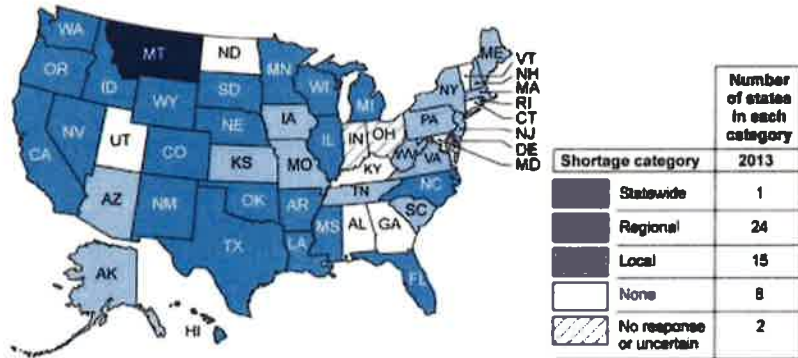 WA
MT
ND
ME
VT
OR
MN
NH
ID
SD
WI
NY
MA
WY
MI
RI
CT
IA
PA
NJ
NV
NE
IN
OH
DE
UT
IL
MD
CA
CO
KS
MO
WV
VA
KY
AZ
NM
OK
AR
TN
NC
SC
MS
AL
GA
TX
LA
AK
FL
HI
Number
of states
in each
category
Shortage category 2013
Statewide 1
Regional 24
Local 15
None 8
No response
or uncertain 2